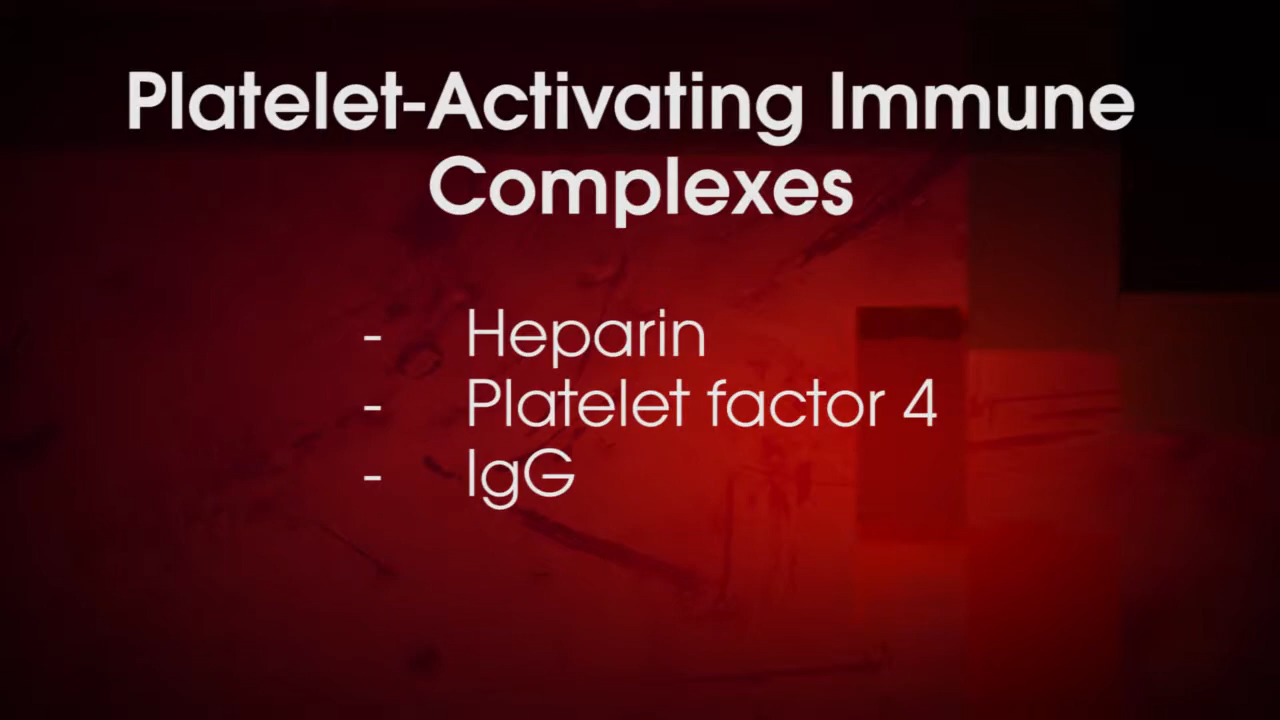 Platelet-Activating Immune
Complexes
- Heparin
- Platelet factor 4
- IgG